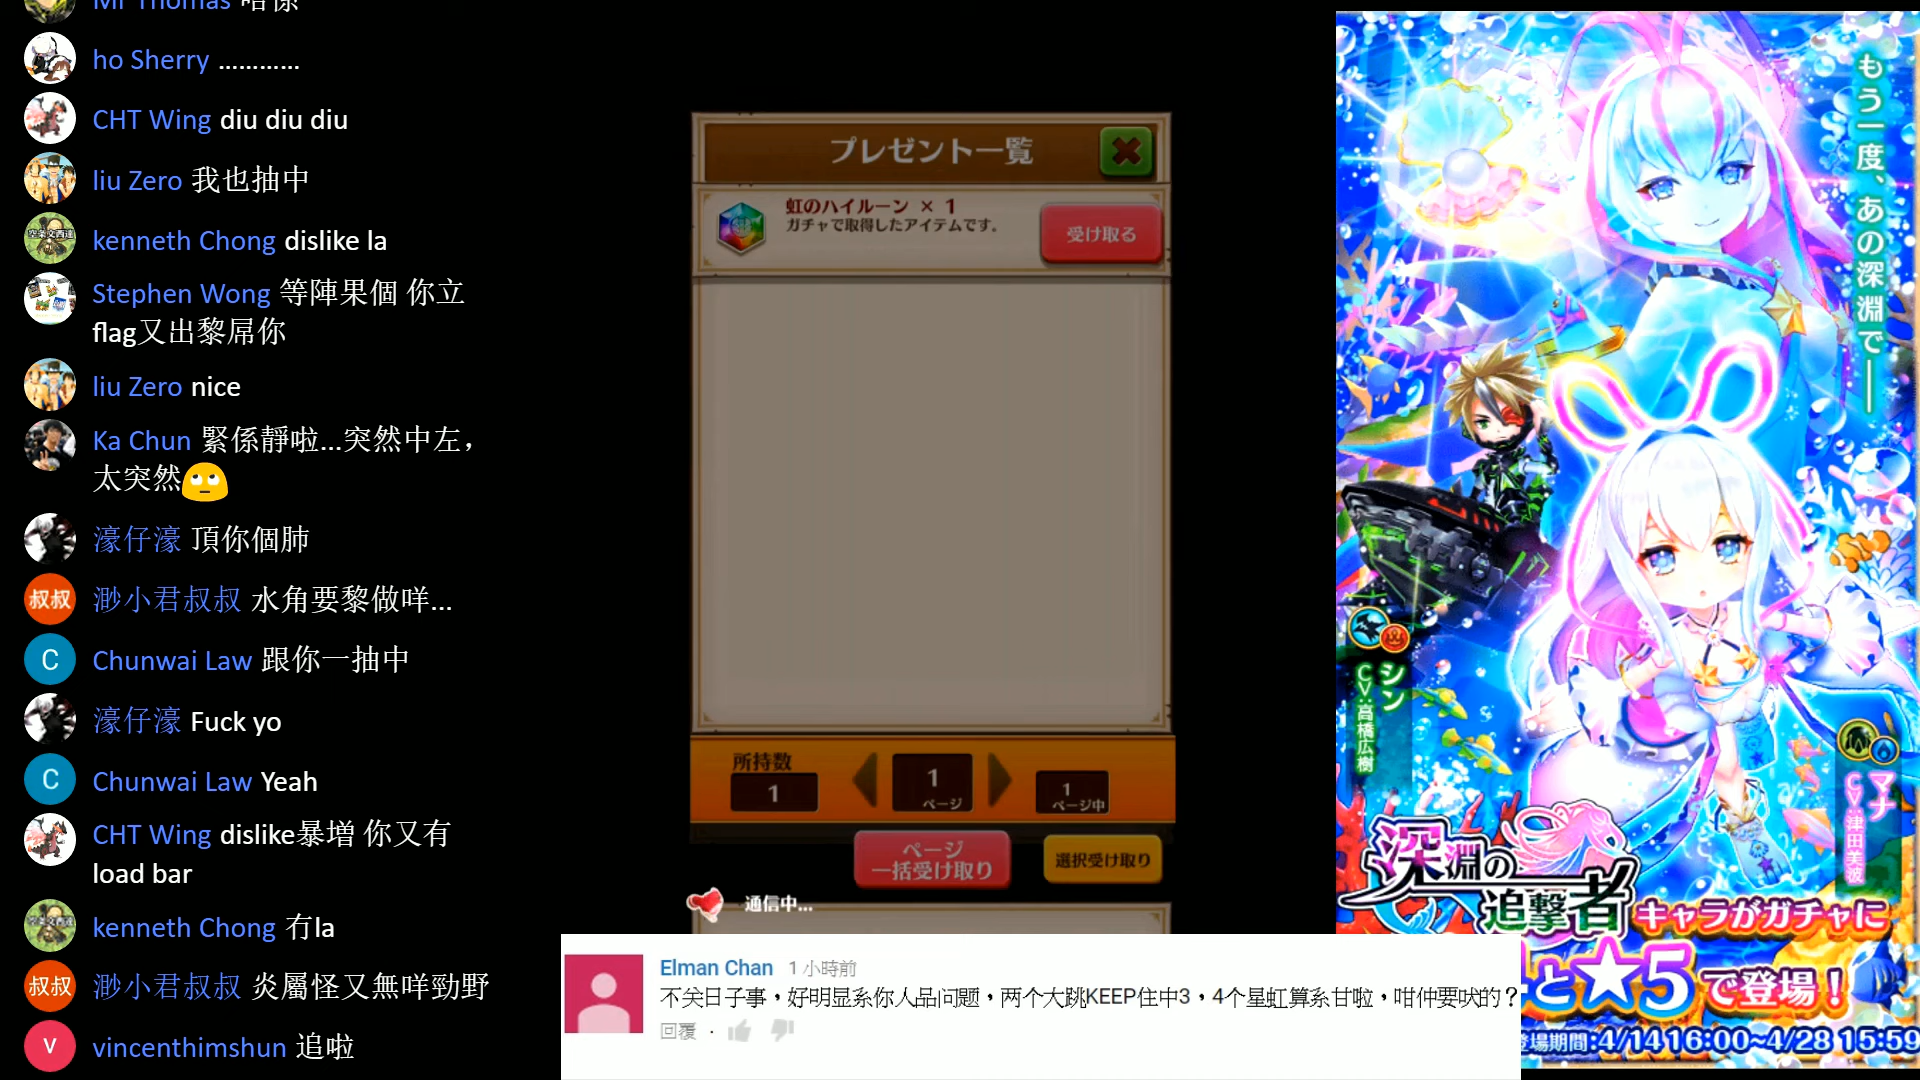 Mr Thomas 唔係
ho Sherry ............
CHT Wing diu diu diu
liu Zero 我也抽中
kenneth Chong dislike la
Stephen Wong 等陣果個 你立
flag又出黎屌你
liu Zero nice
Ka Chun 緊係靜啦...突然中左，
太突然🙄
濠仔濠 頂你個肺
叔叔 渺小君叔叔 水角要黎做咩...
C Chunwai Law 跟你一抽中
濠仔濠 Fuck yo
C Chunwai Law Yeah
CHT Wing dislike暴增 你又有
load bar
kenneth Chong 冇la
叔叔 渺小君叔叔 炎屬怪又無咩勁野
V vincenthimshun 追啦
プレゼント一覧
虹のハイルーン × 1
ガチャで取得したアイテムです。
受け取る
所持数
1
1
ページ
1
ページ中
ページ
一括受け取り
選択受け取り
通信中...
Elman Chan 1 小時前
不关日子事，好明显系你人品问题，两个大跳KEEP住中3，4个星虹算系甘啦，咁仲要吠的？
回覆 ·
もう一度、あの深淵で——
シン
CV:高橋広樹
マナ
CV:津田美波
深淵の
追撃者
キャラがガチャに
と★5で登場！
登場期間:4/14 16:00~4/28 15:59